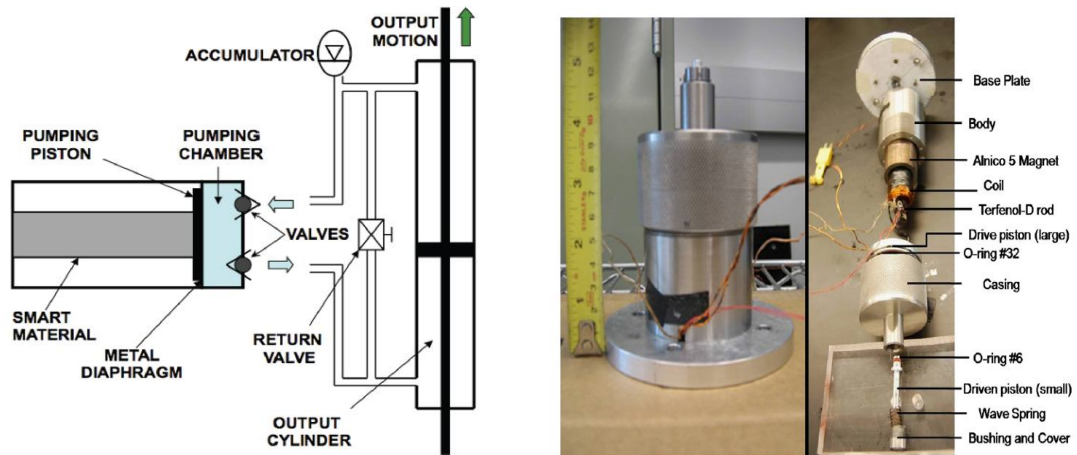 OUTPUT
MOTION
ACCUMULATOR
PUMPING
PISTON
PUMPING
CHAMBER
VALVES
SMART
MATERIAL
METAL
DIAPHRAGM
RETURN
VALVE
OUTPUT
CYLINDER
Base Plate
Body
Alnico 5 Magnet
Coil
Terfenol-D rod
Drive piston (large)
O-ring #32
Casing
O-ring #6
Driven piston (small)
Wave Spring
Bushing and Cover